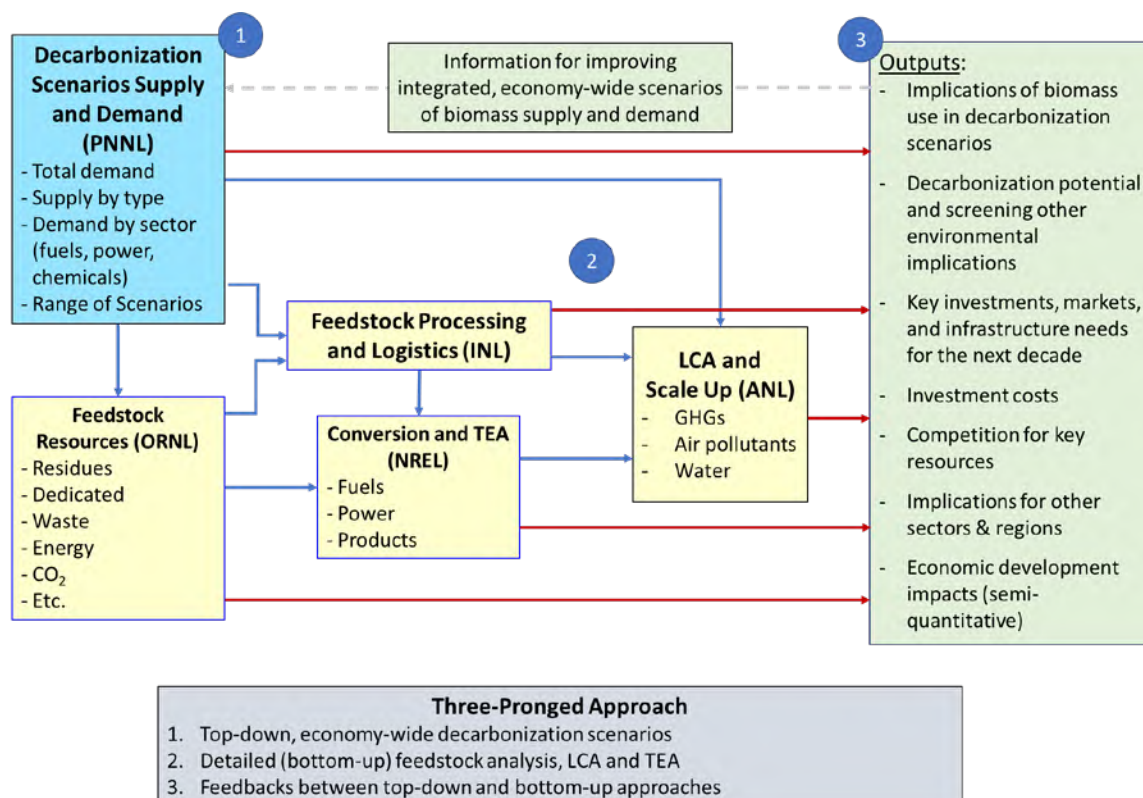 1
Decarbonization
Scenarios Supply
and Demand
(PNNL)
- Total demand
- Supply by type
- Demand by sector
(fuels, power,
chemicals)
- Range of Scenarios
Information for improving
integrated, economy-wide scenarios
of biomass supply and demand
3
Outputs:
- Implications of biomass
use in decarbonization
scenarios
- Decarbonization potential
and screening other
environmental
implications
- Key investments, markets,
and infrastructure needs
for the next decade
- Investment costs
- Competition for key
resources
- Implications for other
sectors & regions
- Economic development
impacts (semi-
quantitative)
2
Feedstock Processing
and Logistics (INL)
LCA and
Scale Up (ANL)
- GHGs
- Air pollutants
- Water
Feedstock
Resources (ORNL)
- Residues
- Dedicated
- Waste
- Energy
- CO₂
- Etc.
Conversion and TEA
(NREL)
- Fuels
- Power
- Products
Three-Pronged Approach
1. Top-down, economy-wide decarbonization scenarios
2. Detailed (bottom-up) feedstock analysis, LCA and TEA
3. Feedbacks between top-down and bottom-up approaches